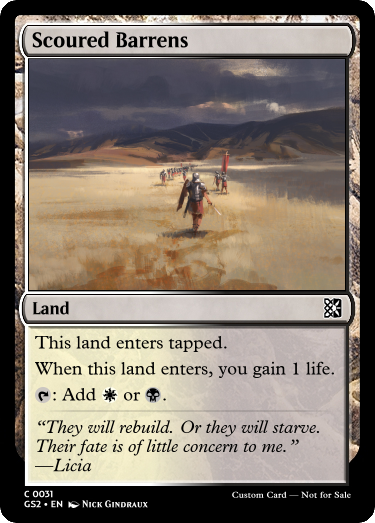 Scoured Barrens
Land
This land enters tapped.
When this land enters, you gain 1 life.
: Add or .
“They will rebuild. Or they will starve.
Their fate is of little concern to me.”
—Licia
C 0031
GS2 • EN Nick Gindraux
Custom Card — Not for Sale